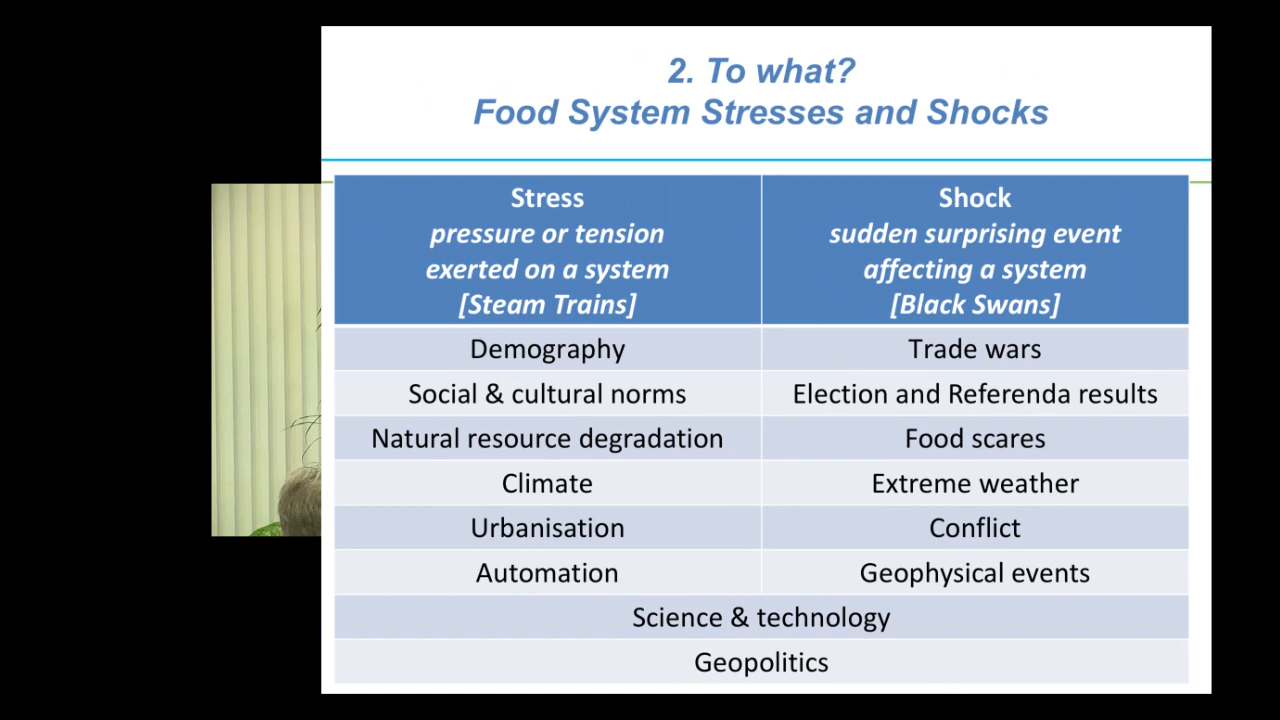 2. To what?
Food System Stresses and Shocks
Stress
pressure or tension
exerted on a system
[Steam Trains]
Shock
sudden surprising event
affecting a system
[Black Swans]
Demography
Trade wars
Social & cultural norms
Election and Referenda results
Natural resource degradation
Food scares
Climate
Extreme weather
Urbanisation
Conflict
Automation
Geophysical events
Science & technology
Geopolitics